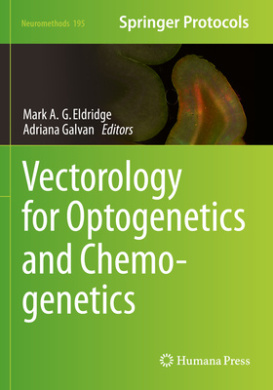 Neuromethods 195
Springer Protocols
Mark A. G. Eldridge
Adriana Galvan Editors
Vectorology
for Optogenetics
and Chemo-
genetics
Humana Press